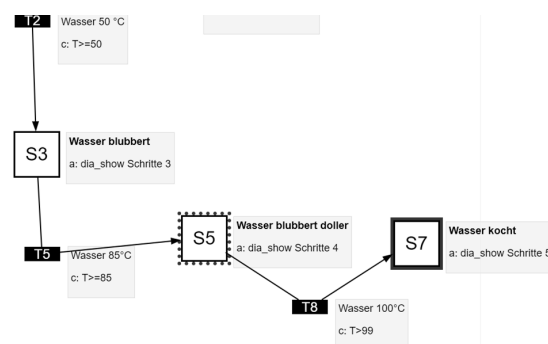 T2
Wasser 50 °C
c: T>=50
S3
Wasser blubbert
a: dia_show Schritte 3
T5
Wasser 85°C
c: T>=85
S5
Wasser blubbert doller
a: dia_show Schritte 4
T8
Wasser 100°C
c: T>99
S7
Wasser kocht
a: dia_show Schritte 5